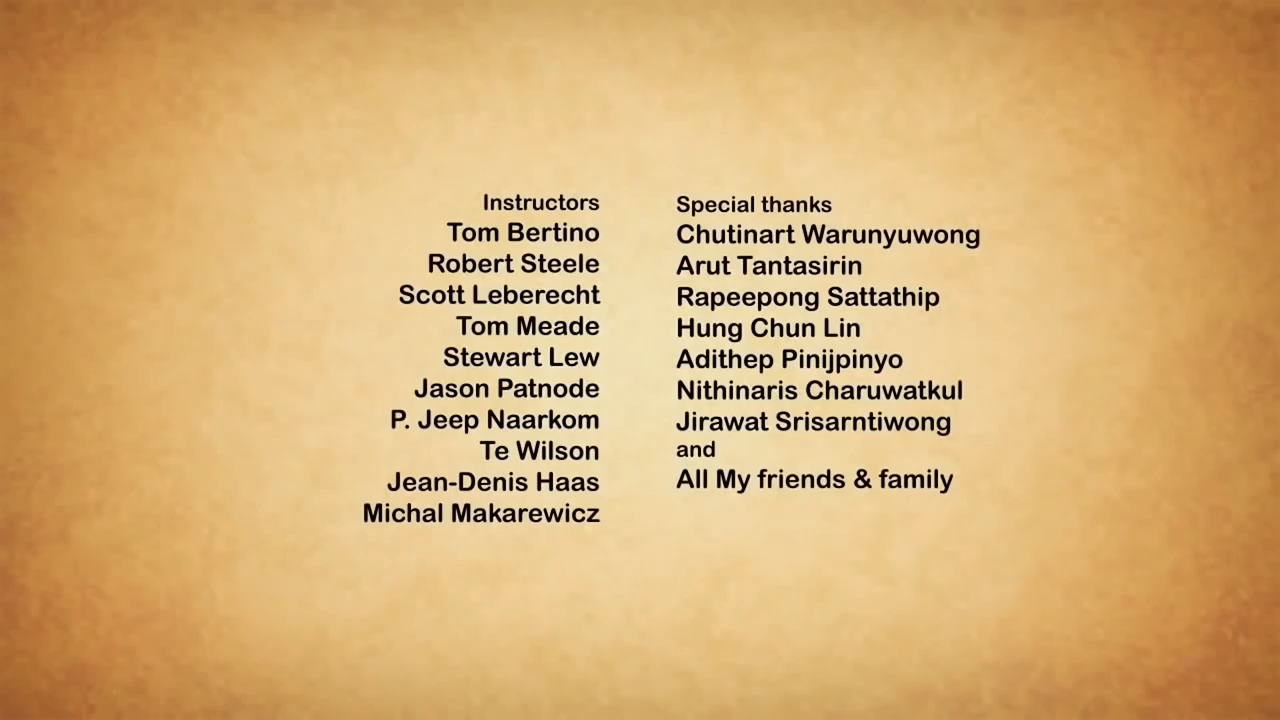 Instructors
Tom Bertino
Robert Steele
Scott Leberecht
Tom Meade
Stewart Lew
Jason Patnode
P. Jeep Naarkom
Te Wilson
Jean-Denis Haas
Michal Makarewicz
Special thanks
Chutinart Warunyuwong
Arut Tantasirin
Rapeepong Sattathip
Hung Chun Lin
Adithep Pinijpinyo
Nithinaris Charuwatkul
Jirawat Srisarntiwong
and
All My friends & family